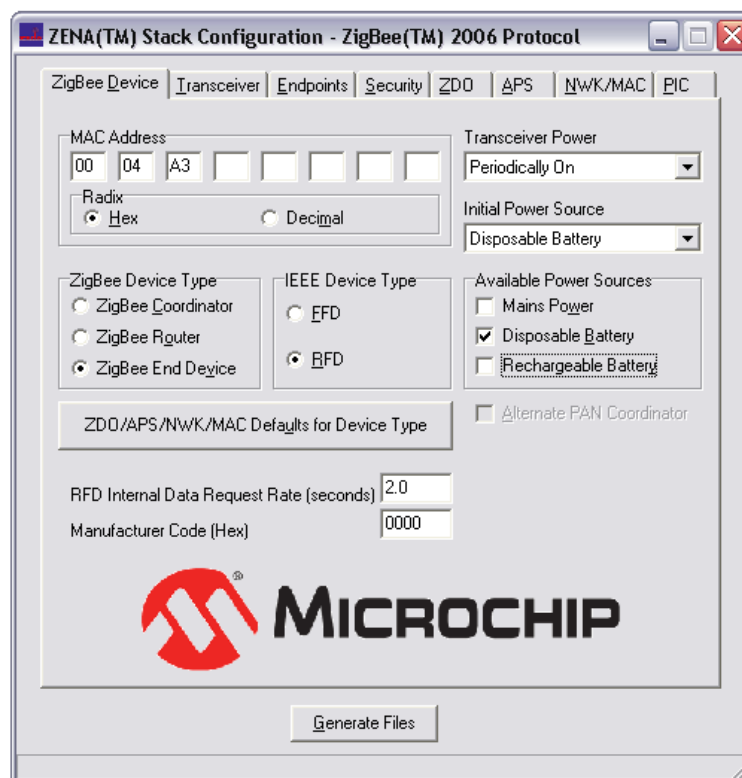 ZENA(TM) Stack Configuration - ZigBee(TM) 2006 Protocol
ZigBee Device Transceiver Endpoints Security ZDO APS NWK/MAC PIC
MAC Address
00 04 A3
Radix
Hex Decimal
Transceiver Power
Periodically On
Initial Power Source
Disposable Battery
ZigBee Device Type
ZigBee Coordinator
ZigBee Router
ZigBee End Device
IEEE Device Type
FFD
RFD
Available Power Sources
Mains Power
Disposable Battery
Rechargeable Battery
ZDO/APS/NWK/MAC Defaults for Device Type
Alternate PAN Coordinator
RFD Internal Data Request Rate (seconds) 2.0
Manufacturer Code (Hex) 0000
® MICROCHIP
Generate Files